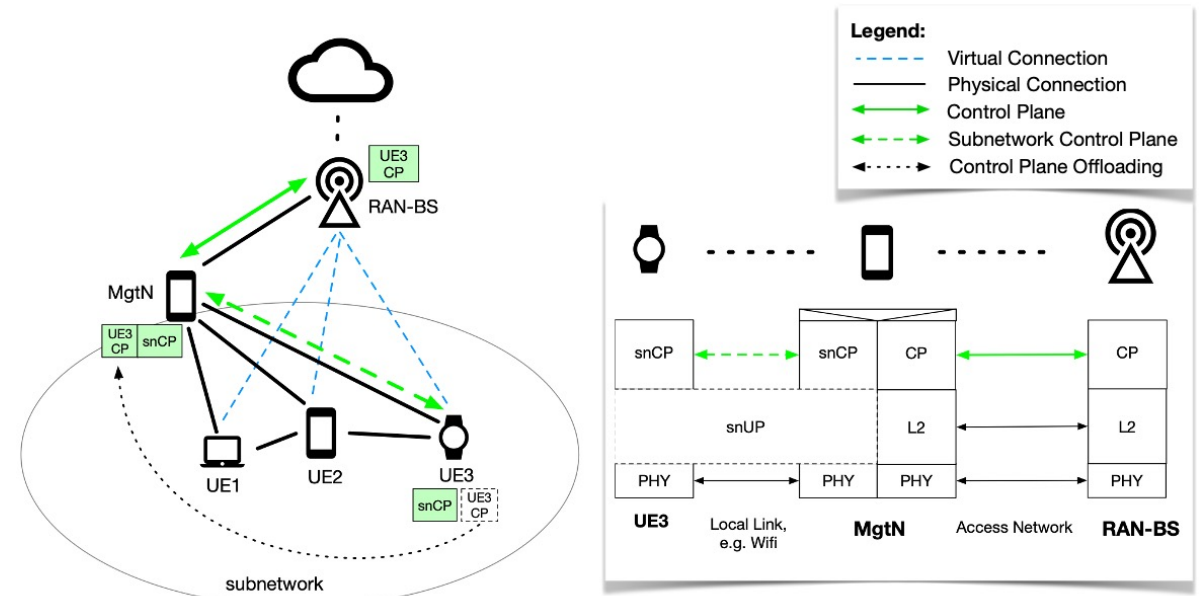 Legend:
Virtual Connection
Physical Connection
Control Plane
Subnetwork Control Plane
Control Plane Offloading
UE3
CP
RAN-BS
MgtN
UE3
CP
snCP
UE1
UE2
UE3
snCP
UE3
CP
subnetwork
snCP
snCP
CP
CP
snUP
L2
L2
PHY
PHY
PHY
PHY
UE3
Local Link,
e.g. Wifi
MgtN
Access Network
RAN-BS